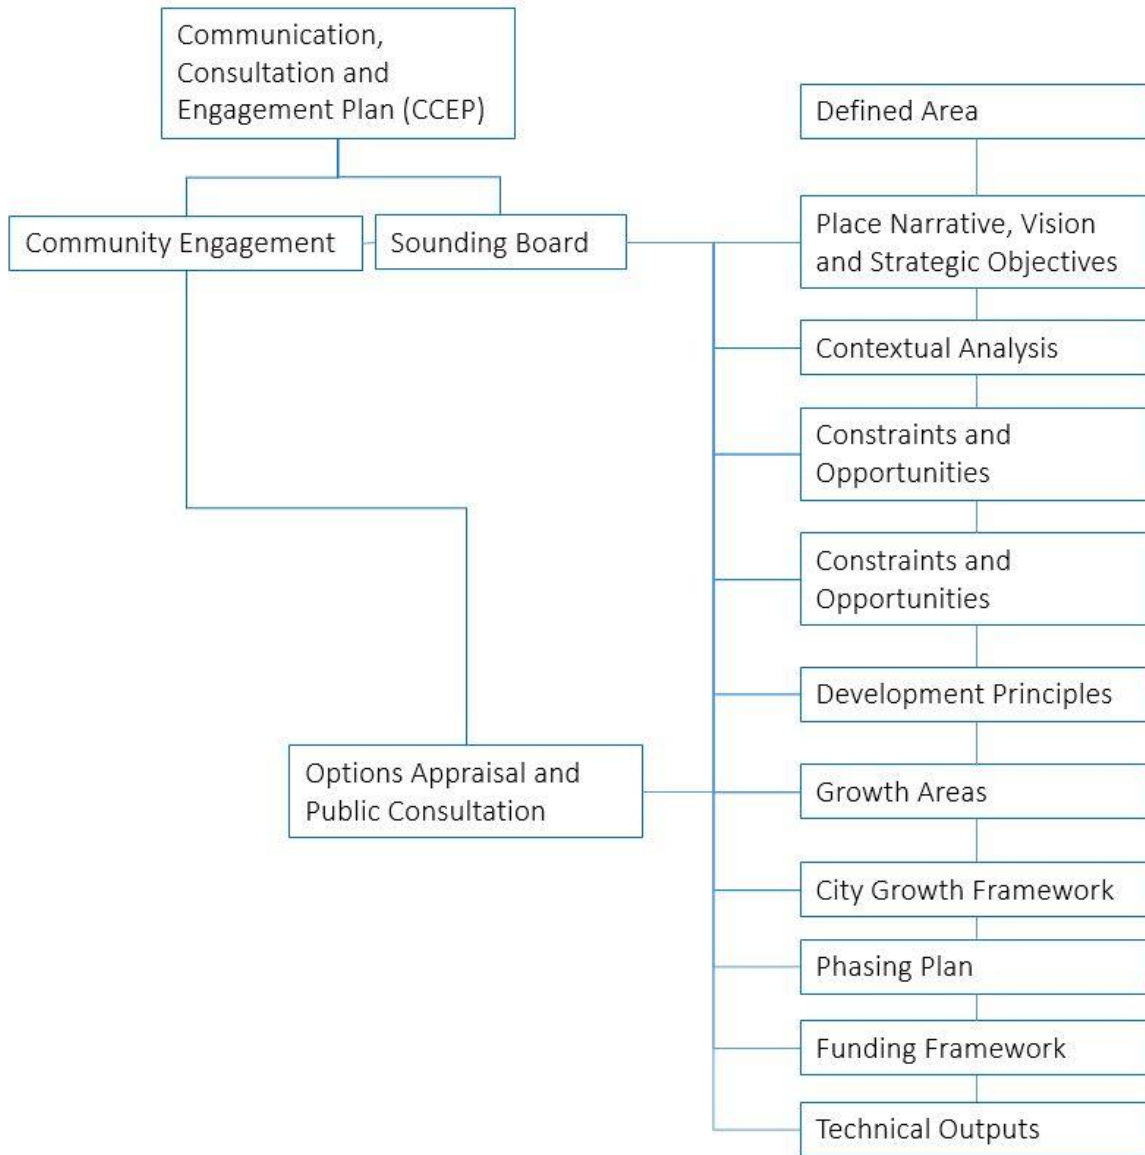 Communication,
Consultation and
Engagement Plan (CCEP)
Community Engagement
Sounding Board
Options Appraisal and
Public Consultation
Defined Area
Place Narrative, Vision
and Strategic Objectives
Contextual Analysis
Constraints and
Opportunities
Constraints and
Opportunities
Development Principles
Growth Areas
City Growth Framework
Phasing Plan
Funding Framework
Technical Outputs